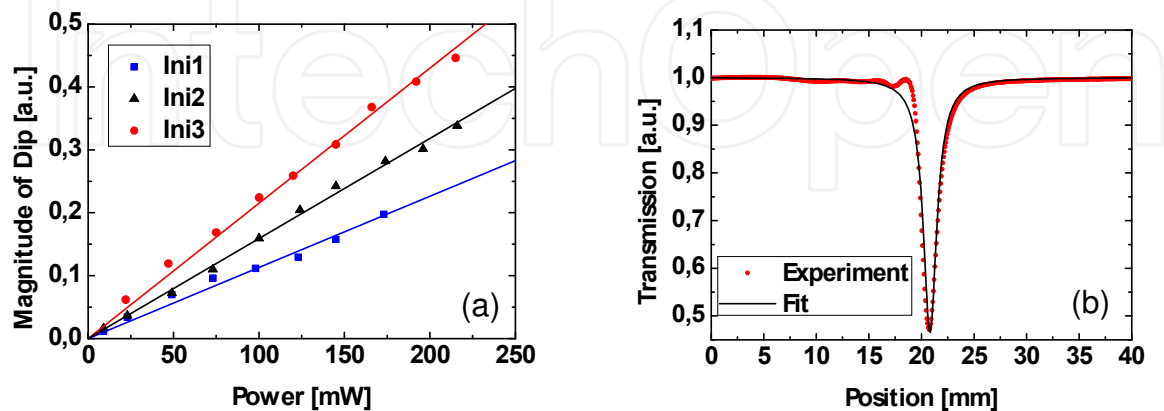 IntechOpen
Magnitude of Dip [a.u.]
0,5
0,4
0,3
0,2
0,1
0,0
Ini1
Ini2
Ini3
(a)
0 50 100 150 200 250
Power [mW]
Transmission [a.u.]
1,1
1,0
0,9
0,8
0,7
0,6
0,5
Experiment
Fit
(b)
0 5 10 15 20 25 30 35 40
Position [mm]